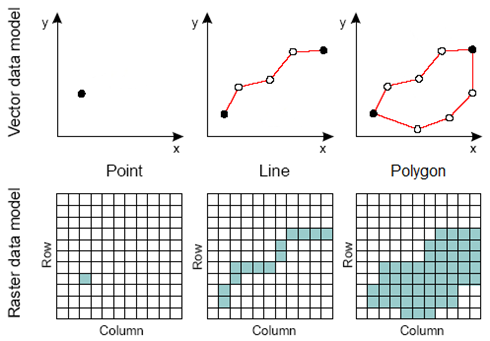 Vector data model
y
x
y
x
y
x
Point
Line
Polygon
Raster data model
Row
Column
Row
Column
Row
Column